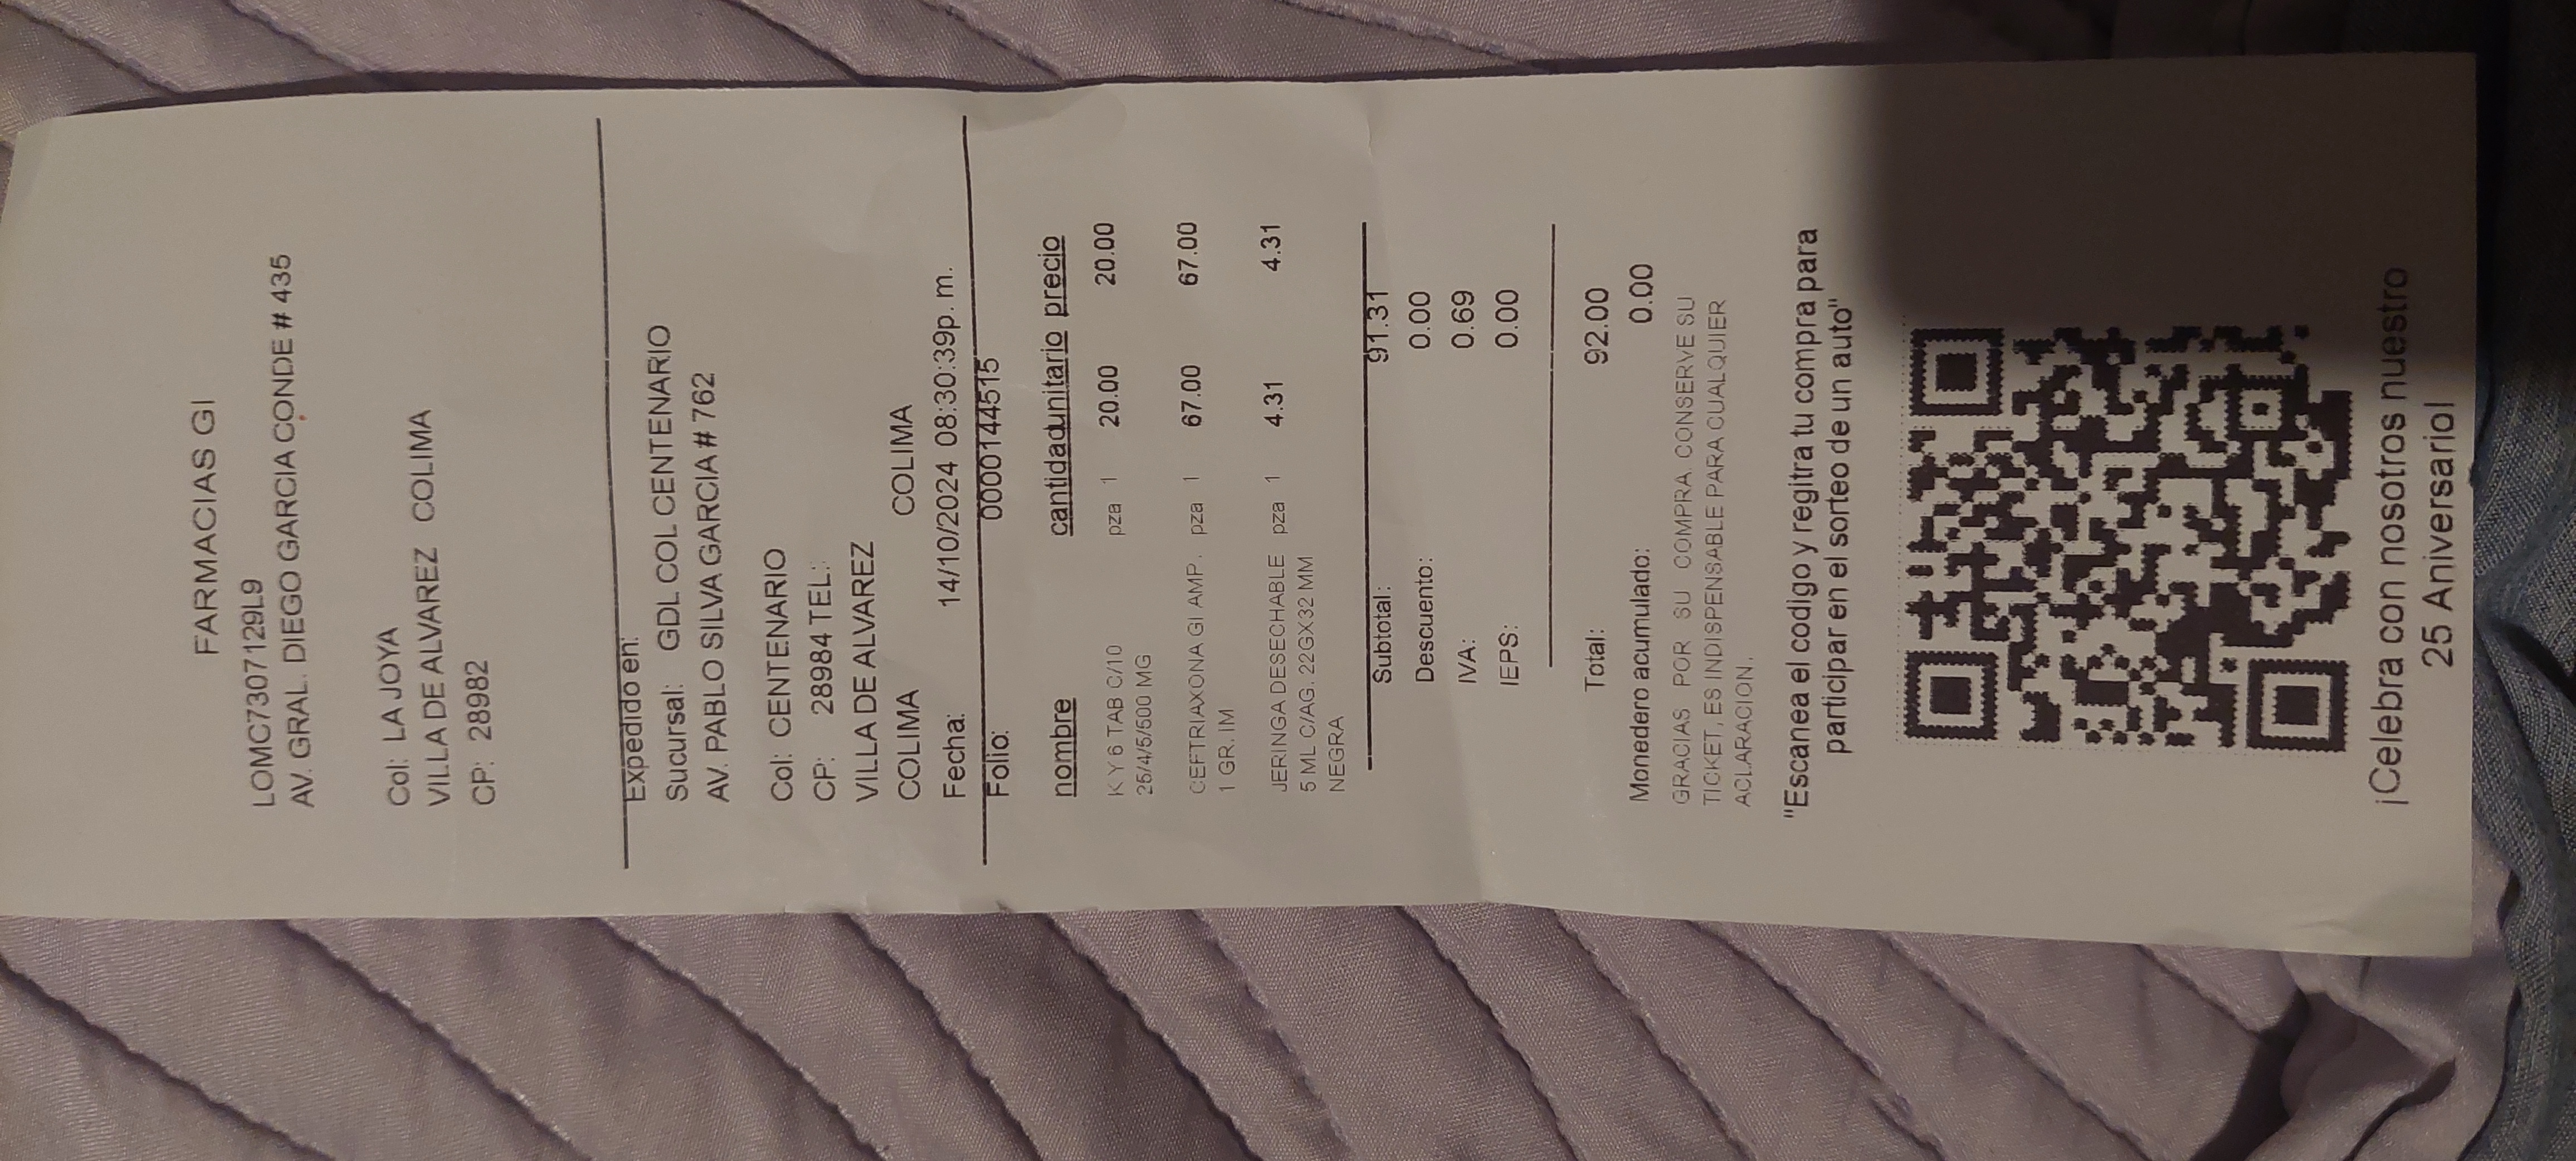 FARMACIAS GI
LOMC7307129L9
AV. GRAL. DIEGO GARCIA CONDE # 435
Col: LA JOYA
VILLA DE ALVAREZ COLIMA
CP: 28982
Expedido en:
Sucursal: GDL COL CENTENARIO
AV. PABLO SILVA GARCIA # 762
Col: CENTENARIO
CP: 28984 TEL:
VILLA DE ALVAREZ
COLIMA COLIMA
Fecha: 14/10/2024 08:30:39p. m.
Folio: 0000144515
nombre cantidadunitario precio
K Y 6 TAB C/10 pza 1 20.00 20.00
25/4/5/500 MG
CEFTRIAXONA GI AMP. pza 1 67.00 67.00
1 GR. IM
JERINGA DESECHABLE pza 1 4.31 4.31
5 ML C/AG. 22GX32 MM
NEGRA
Subtotal: 91.31
Descuento: 0.00
IVA: 0.69
IEPS: 0.00
Total: 92.00
Monedero acumulado: 0.00
GRACIAS POR SU COMPRA, CONSERVE SU
TICKET, ES INDISPENSABLE PARA CUALQUIER
ACLARACION.
"Escanea el codigo y regitra tu compra para
participar en el sorteo de un auto"
¡Celebra con nosotros nuestro
25 Aniversario!